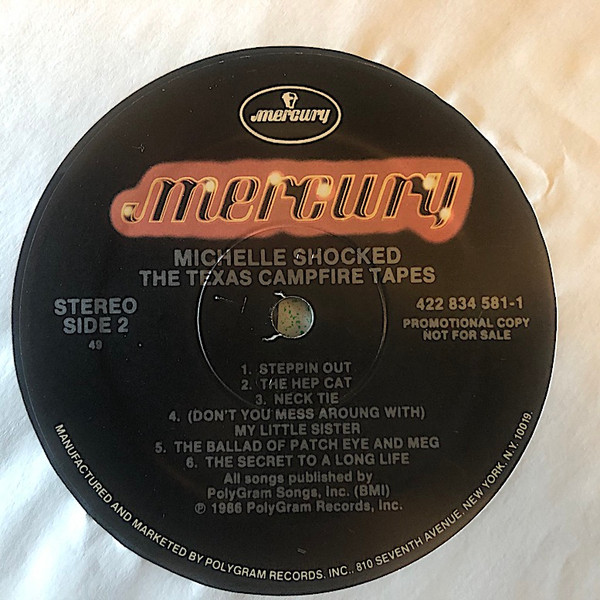 mercury
mercury
MICHELLE SHOCKED
THE TEXAS CAMPFIRE TAPES
STEREO
SIDE 2
49
422 834 581-1
PROMOTIONAL COPY
NOT FOR SALE
1. STEPPIN OUT
2. THE HEP CAT
3. NECK TIE
4. (DON'T YOU MESS AROUNG WITH)
MY LITTLE SISTER
5. THE BALLAD OF PATCH EYE AND MEG
6. THE SECRET TO A LONG LIFE
All songs published by
PolyGram Songs, Inc. (BMI)
℗ 1986 PolyGram Records, Inc.
MANUFACTURED AND MARKETED BY POLYGRAM RECORDS. INC., 810 SEVENTH AVENUE, NEW YORK. N.Y. 10019.